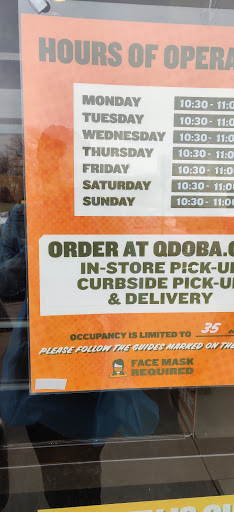 HOURS OF OPERA
MONDAY 10:30 - 11:0
TUESDAY 10:30 - 11:0
WEDNESDAY 10:30 - 11:0
THURSDAY 10:30 - 11:0
FRIDAY 10:30 - 11:0
SATURDAY 10:30 - 11:0
SUNDAY 10:30 - 11:0
ORDER AT QDOBA.C
IN-STORE PICK-UP
CURBSIDE PICK-UP
& DELIVERY
OCCUPANCY IS LIMITED TO 35
PLEASE FOLLOW THE GUIDES MARKED ON THE
FACE MASK
REQUIRED